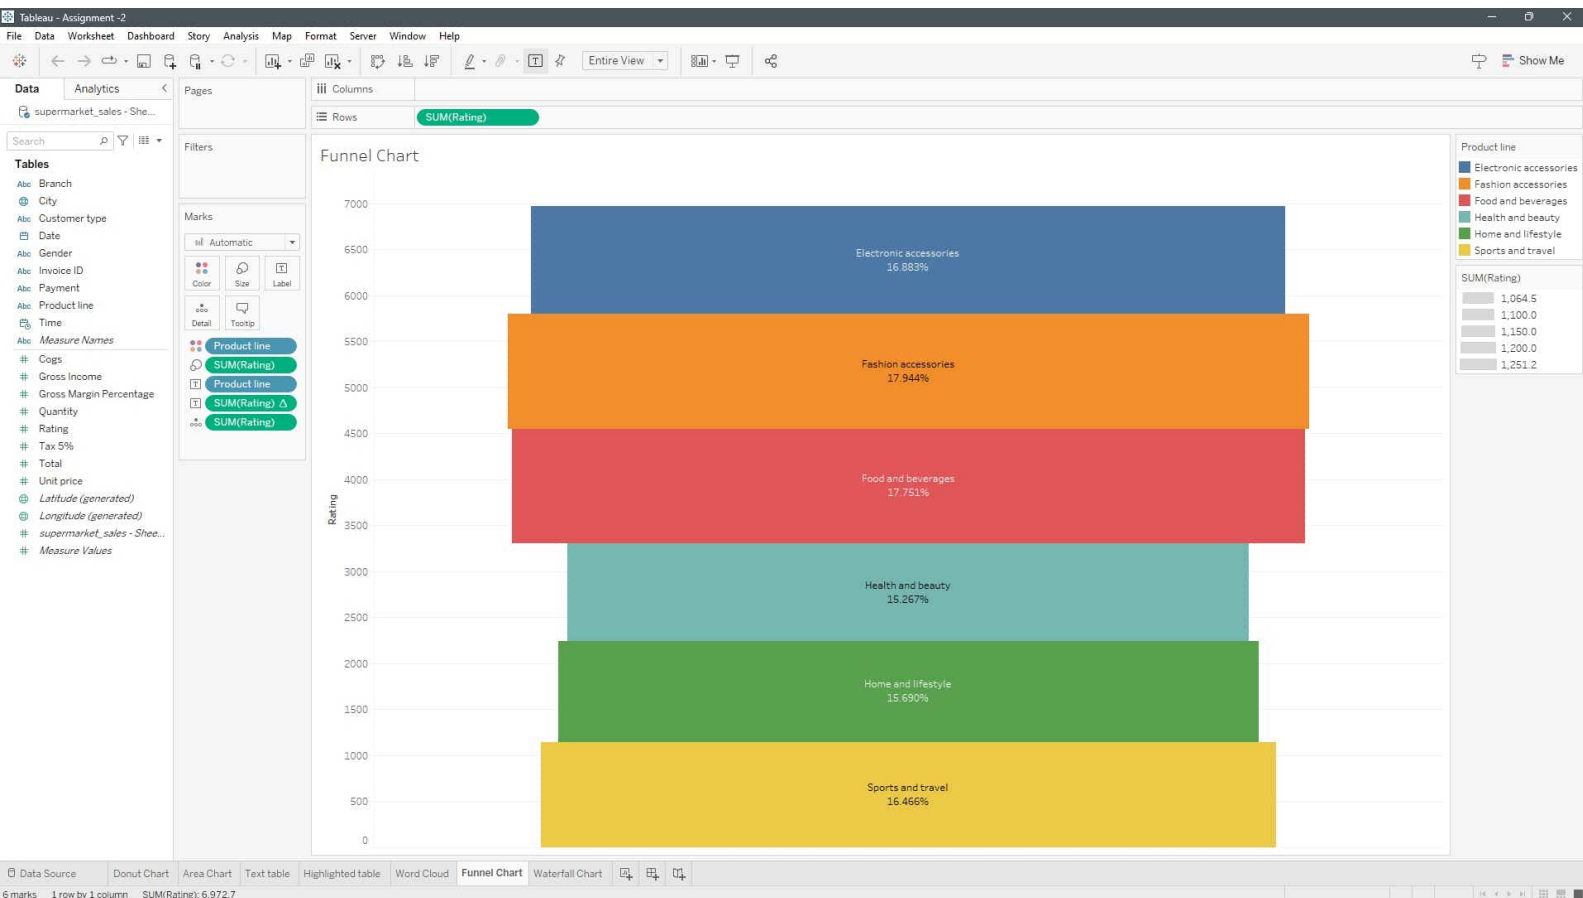 Tableau - Assignment -2
File Data Worksheet Dashboard Story Analysis Map Format Server Window Help
Entire View
Show Me
Data Analytics
supermarket_sales - She...
Search
Tables
Abc Branch
City
Abc Customer type
Date
Abc Gender
Abc Invoice ID
Abc Payment
Abc Product line
Time
Abc Measure Names
# Cogs
# Gross Income
# Gross Margin Percentage
# Quantity
# Rating
# Tax 5%
# Total
# Unit price
Latitude (generated)
Longitude (generated)
# supermarket_sales - Shee...
# Measure Values
Pages
Filters
Marks
Automatic
Color Size Label
Detail Tooltip
Product line
SUM(Rating)
Product line
SUM(Rating) Δ
SUM(Rating)
Columns
Rows SUM(Rating)
Funnel Chart
7000
6500
6000
5500
5000
4500
4000
3500
3000
2500
2000
1500
1000
500
0
Rating
Electronic accessories
16.883%
Fashion accessories
17.944%
Food and beverages
17.751%
Health and beauty
15.267%
Home and lifestyle
15.690%
Sports and travel
16.466%
Product line
Electronic accessories
Fashion accessories
Food and beverages
Health and beauty
Home and lifestyle
Sports and travel
SUM(Rating)
1,064.5
1,100.0
1,150.0
1,200.0
1,251.2
Data Source Donut Chart Area Chart Text table Highlighted table Word Cloud Funnel Chart Waterfall Chart
6 marks 1 row by 1 column SUM(Rating): 6,972.7